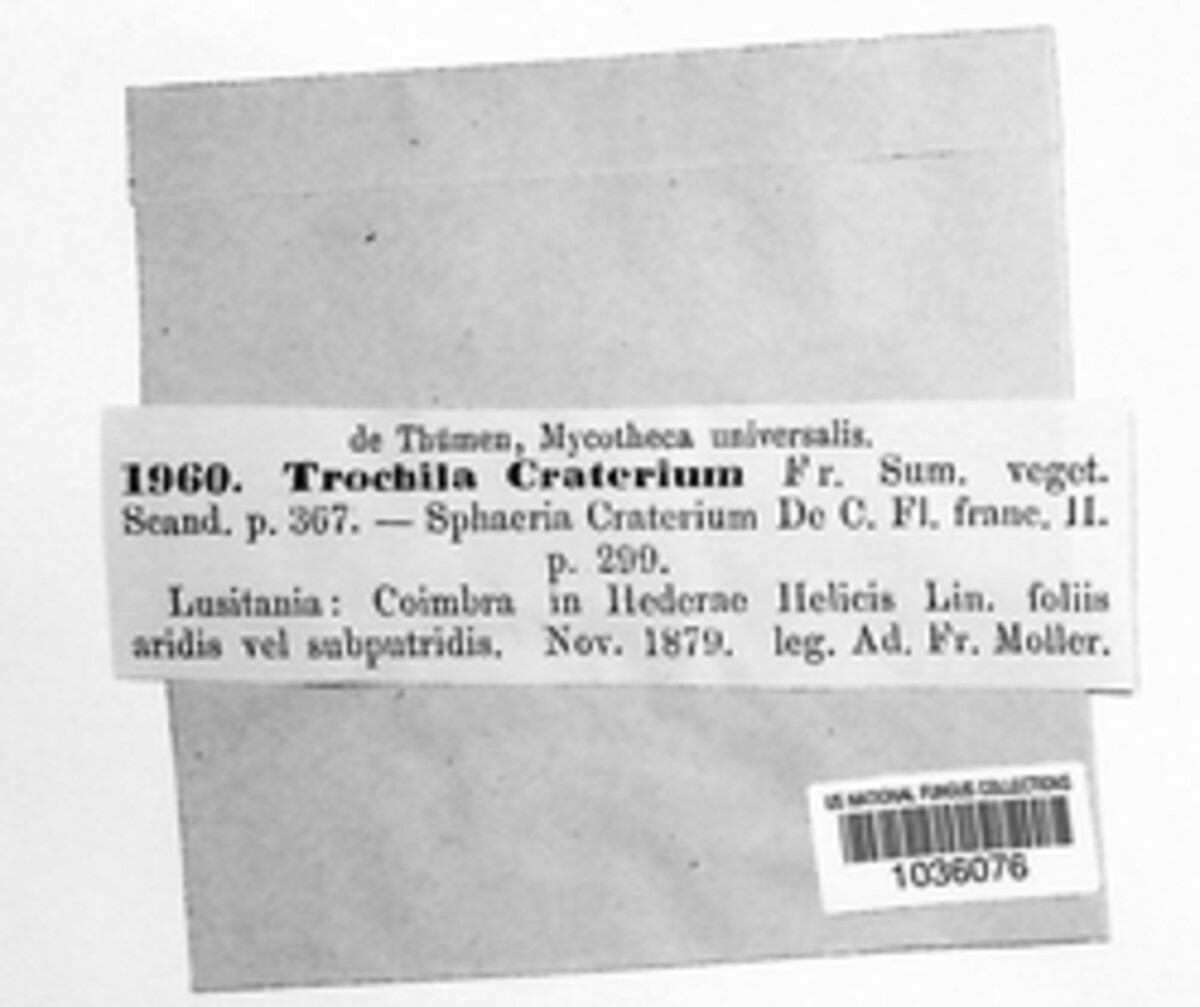 de Thümen, Mycotheca universalis.
1960. Trochila Craterium Fr. Sum. veget.
Scand. p. 367. — Sphaeria Craterium De C. Fl. franc. II.
p. 299.
Lusitania: Coimbra in Hederae Helicis Lin. foliis
aridis vel subputridis. Nov. 1879. leg. Ad. Fr. Moller.
US NATIONAL FUNGUS COLLECTIONS
1036076